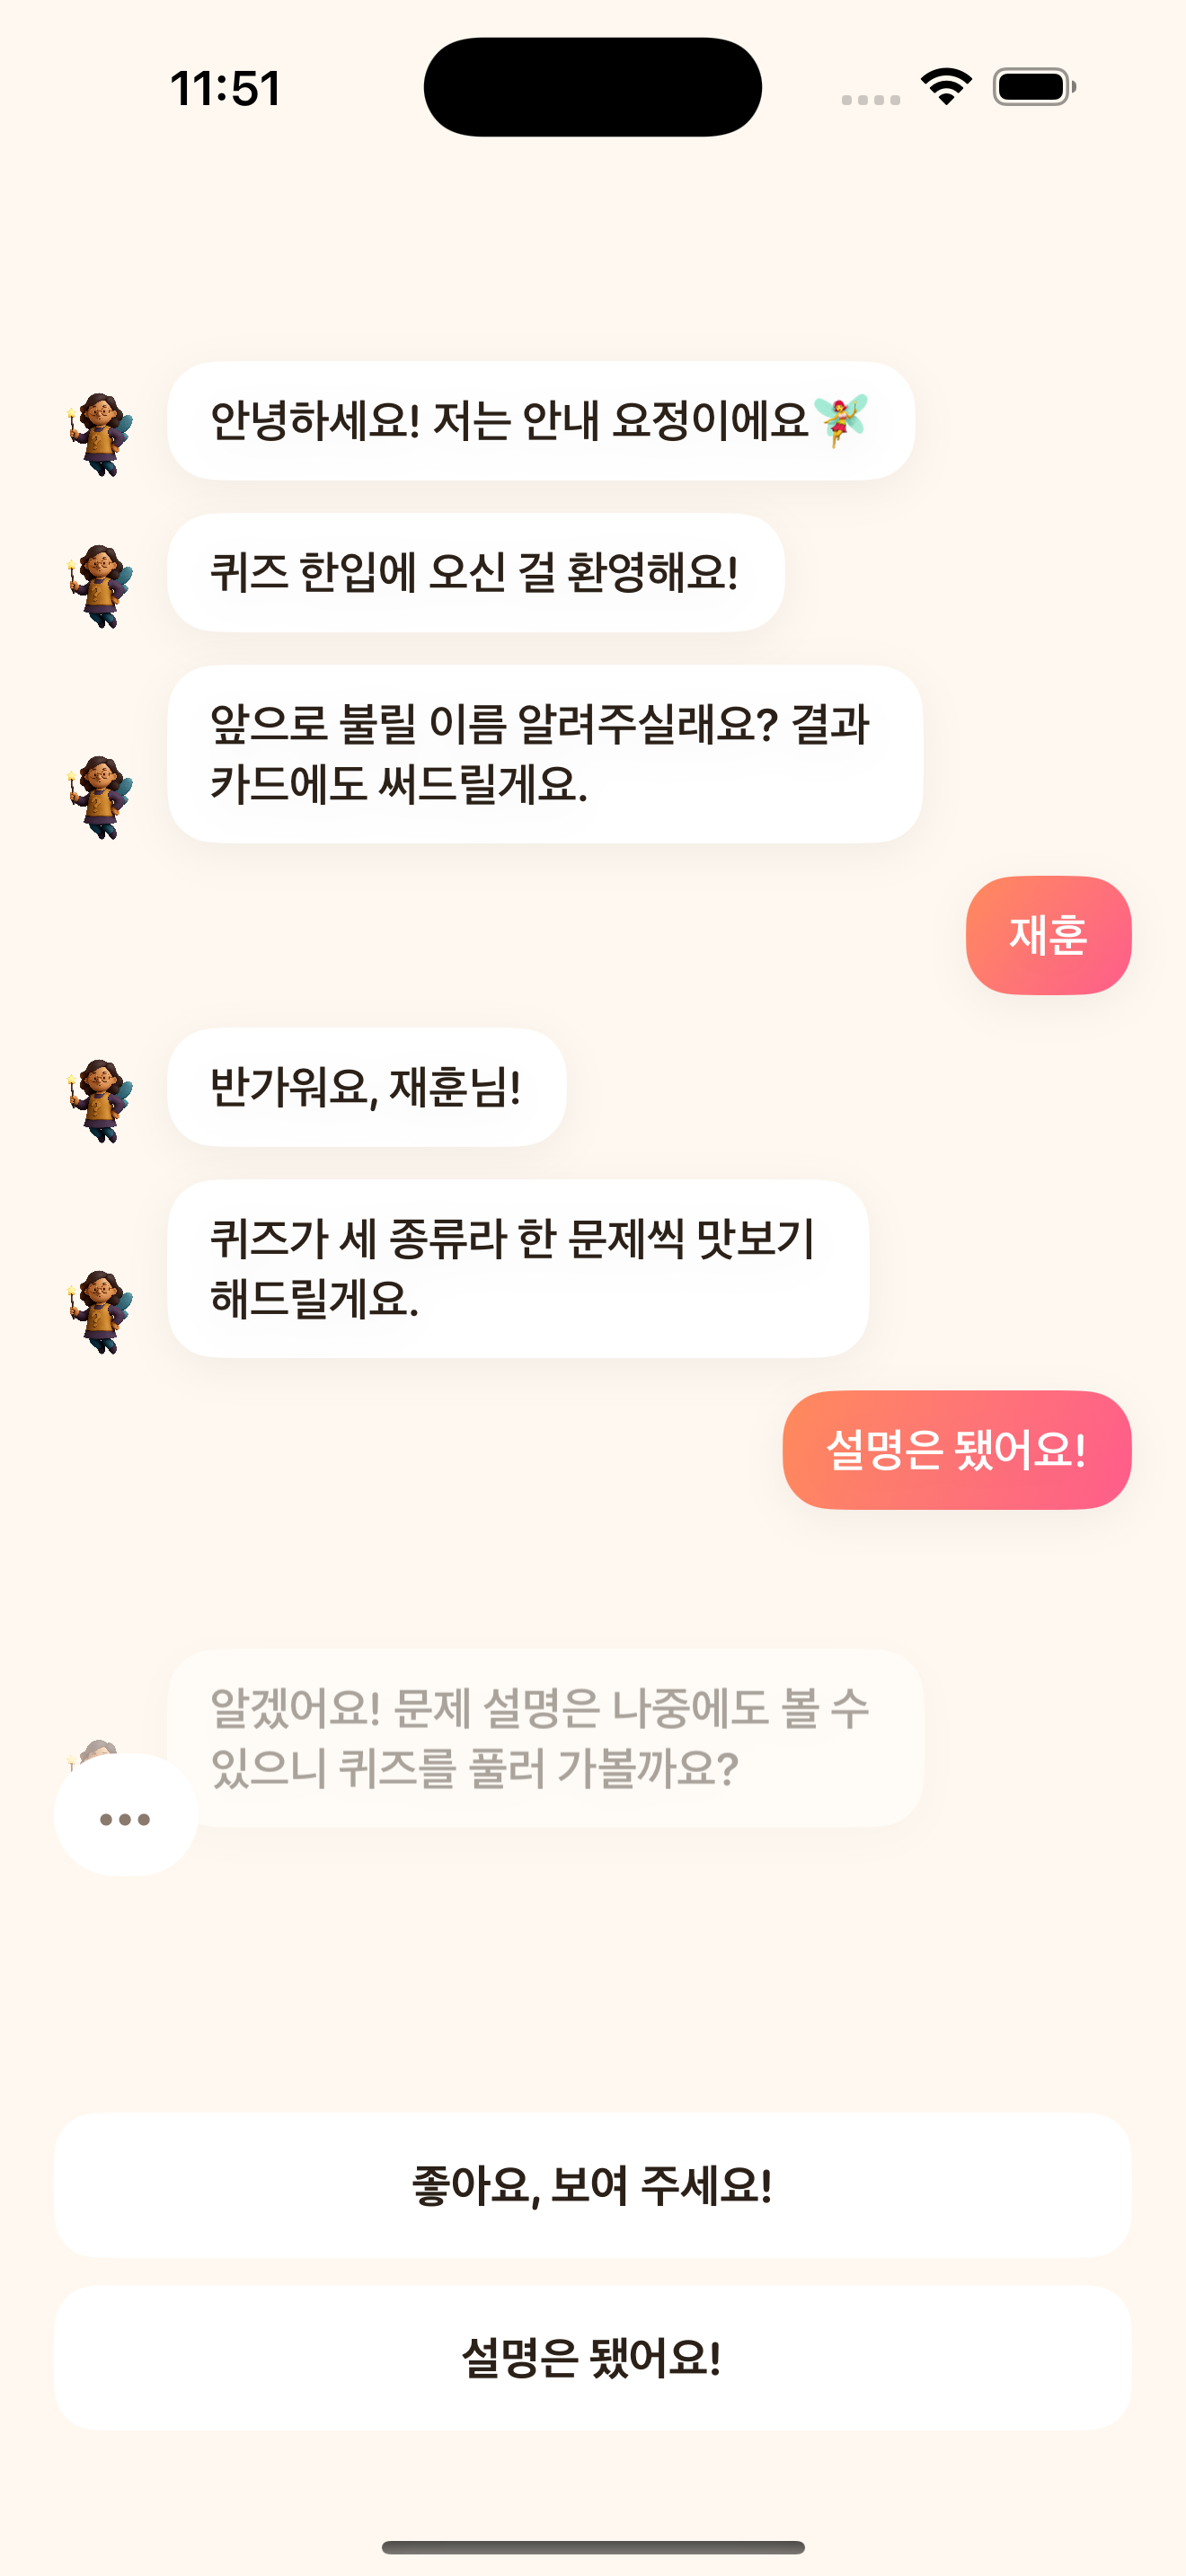 11:51
안녕하세요! 저는 안내 요정이에요🧚
퀴즈 한입에 오신 걸 환영해요!
앞으로 불릴 이름 알려주실래요? 결과
카드에도 써드릴게요.
재훈
반가워요, 재훈님!
퀴즈가 세 종류라 한 문제씩 맛보기
해드릴게요.
설명은 됐어요!
알겠어요! 문제 설명은 나중에도 볼 수
있으니 퀴즈를 풀러 가볼까요?
좋아요, 보여 주세요!
설명은 됐어요!